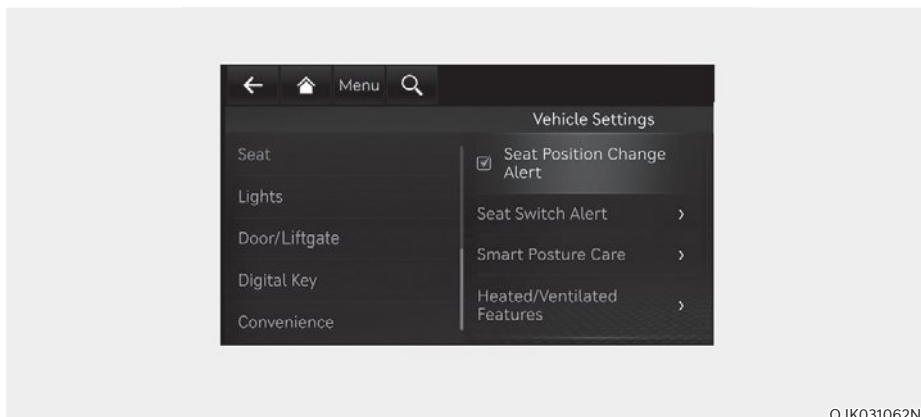 Menu
Vehicle Settings
Seat
Lights
Door/Liftgate
Digital Key
Convenience
Seat Position Change
Alert
Seat Switch Alert
Smart Posture Care
Heated/Ventilated
Features
OJK031062N